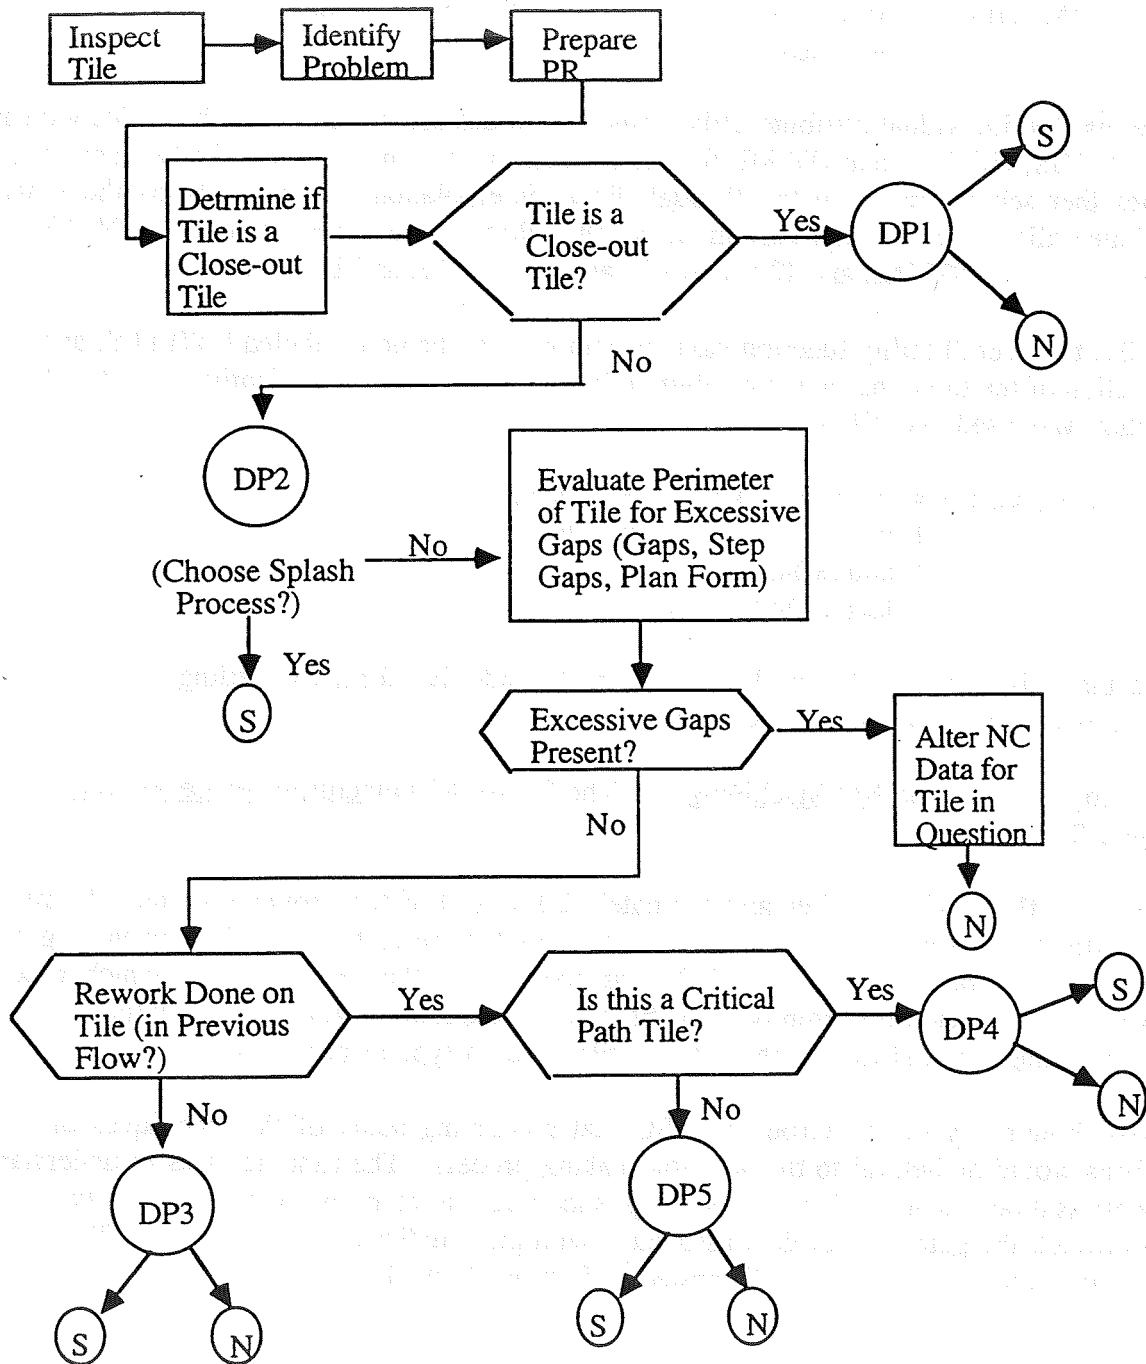 Inspect
Tile
Identify
Problem
Prepare
PR
Detrmine if
Tile is a
Close-out
Tile
Tile is a
Close-out
Tile?
Yes
DP1
S
N
No
DP2
(Choose Splash
Process?)
No
Yes
S
Evaluate Perimeter
of Tile for Excessive
Gaps (Gaps, Step
Gaps, Plan Form)
Excessive Gaps
Present?
Yes
Alter NC
Data for
Tile in
Question
N
No
Rework Done on
Tile (in Previous
Flow?)
Yes
Is this a Critical
Path Tile?
Yes
DP4
S
N
No
DP3
S
N
No
DP5
S
N